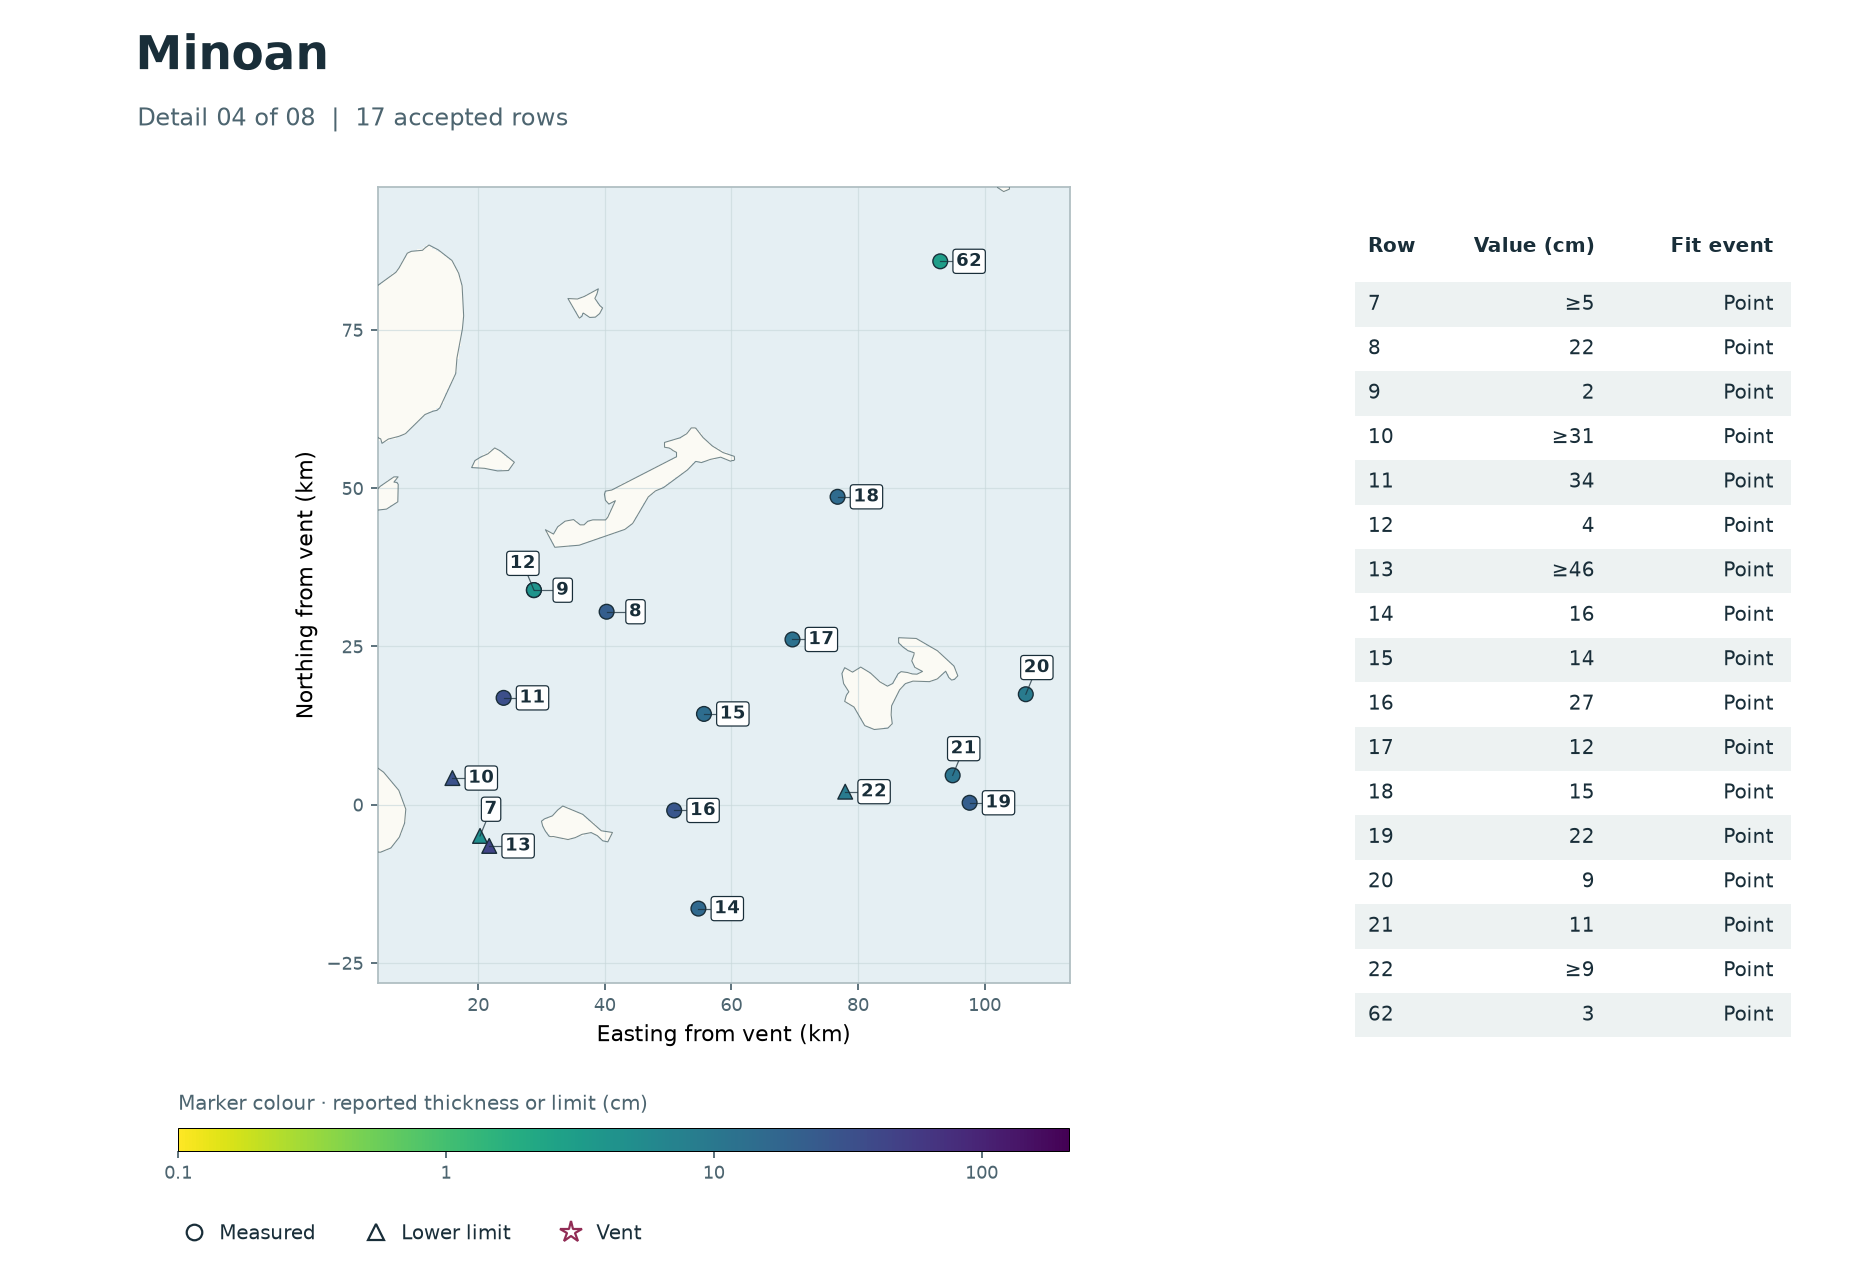 Minoan
Detail 04 of 08 | 17 accepted rows
62
18
12
9
8
17
20
11
15
21
10
22
19
7
16
13
14
75
50
25
0
−25
20 40 60 80 100
Northing from vent (km)
Easting from vent (km)
Row Value (cm) Fit event
7 ≥5 Point
8 22 Point
9 2 Point
10 ≥31 Point
11 34 Point
12 4 Point
13 ≥46 Point
14 16 Point
15 14 Point
16 27 Point
17 12 Point
18 15 Point
19 22 Point
20 9 Point
21 11 Point
22 ≥9 Point
62 3 Point
Marker colour · reported thickness or limit (cm)
0.1 1 10 100
Measured Lower limit Vent